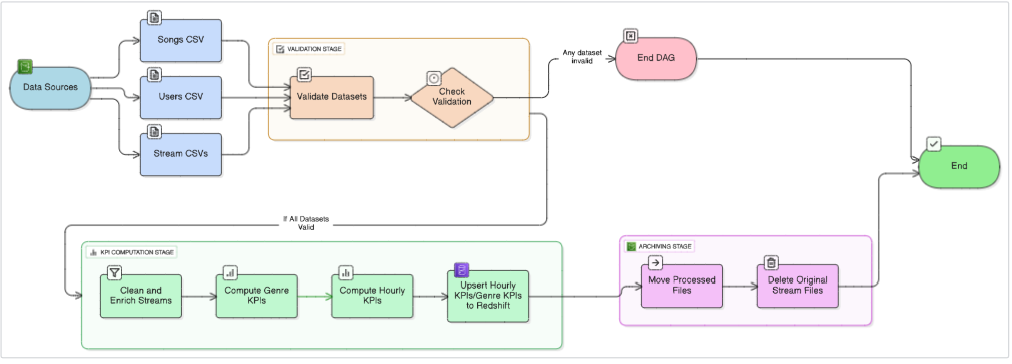 Songs CSV
Data Sources
Users CSV
Stream CSVs
VALIDATION STAGE
Validate Datasets
Check
Validation
Any dataset
invalid
End DAG
End
If All Datasets
Valid
KPI COMPUTATION STAGE
Clean and
Enrich Streams
Compute Genre
KPIs
Compute Hourly
KPIs
Upsert Hourly
KPIs/Genre KPIs
to Redshift
ARCHIVING STAGE
Move Processed
Files
Delete Original
Stream Files